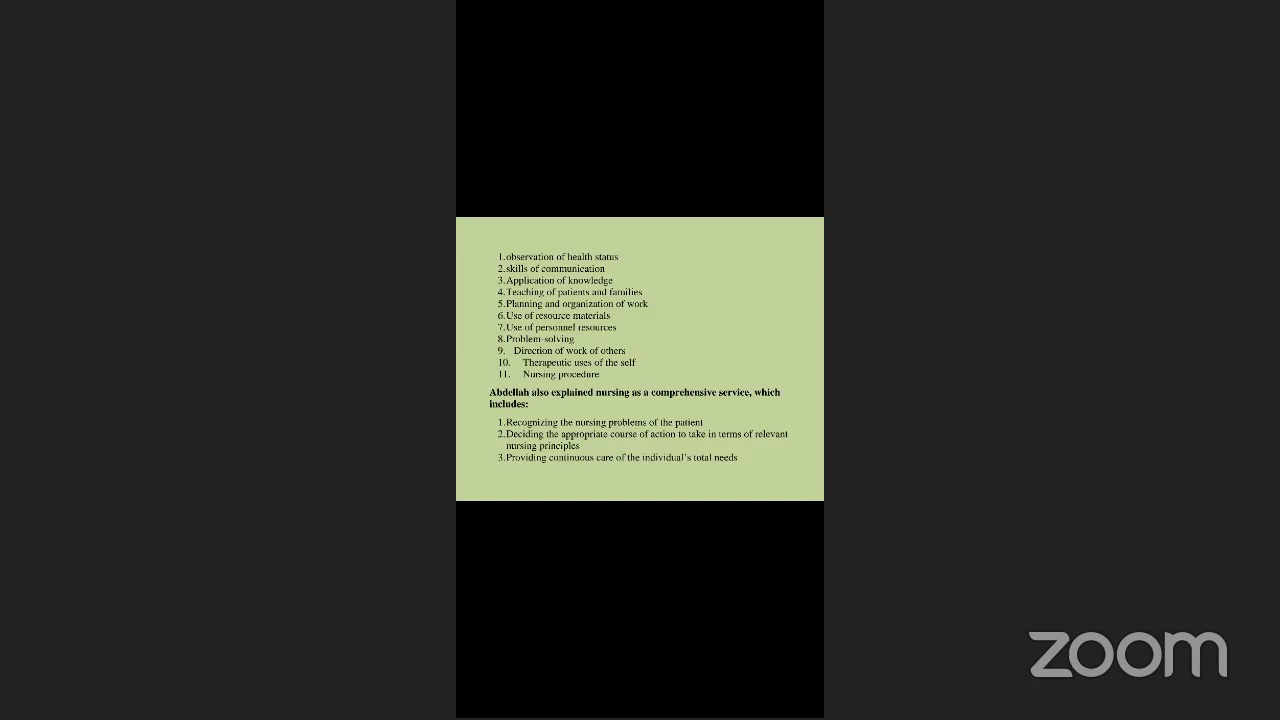 1.observation of health status
2.skills of communication
3.Application of knowledge
4.Teaching of patients and families
5.Planning and organization of work
6.Use of resource materials
7.Use of personnel resources
8.Problem-solving
9. Direction of work of others
10. Therapeutic uses of the self
11. Nursing procedure
Abdellah also explained nursing as a comprehensive service, which
includes:
1.Recognizing the nursing problems of the patient
2.Deciding the appropriate course of action to take in terms of relevant
nursing principles
3.Providing continuous care of the individual's total needs
zoom